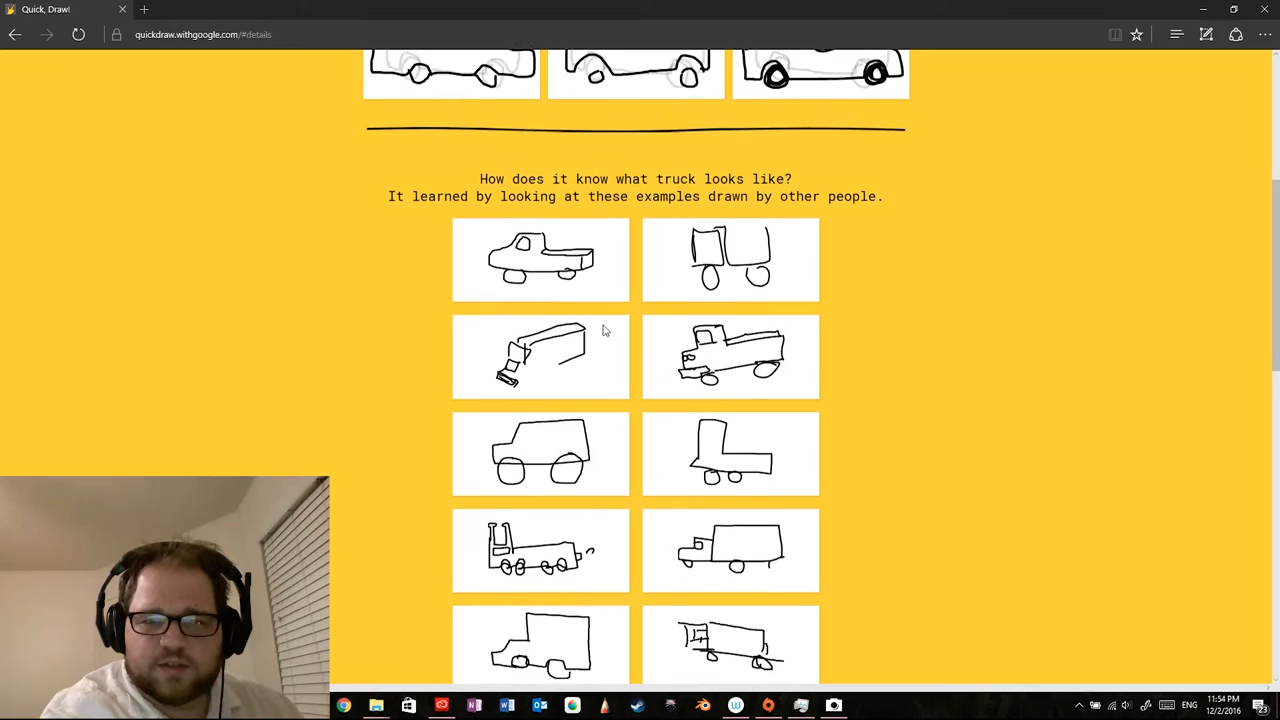 Quick, Draw!
quickdraw.withgoogle.com/#details
How does it know what truck looks like?
It learned by looking at these examples drawn by other people.
11:54 PM
12/2/2016